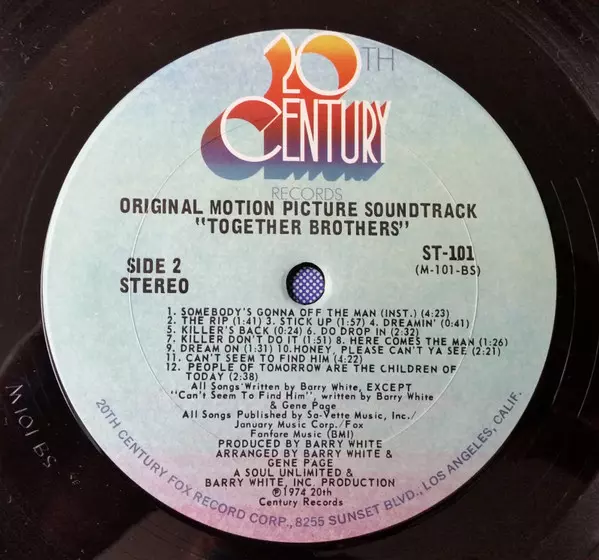 20TH
CENTURY
RECORDS
ORIGINAL MOTION PICTURE SOUNDTRACK
"TOGETHER BROTHERS"
SIDE 2
STEREO
ST-101
(M-101-BS)
1. SOMEBODY'S GONNA OFF THE MAN (INST.) (4:23)
2. THE RIP (1:41) 3. STICK UP (1:57) 4. DREAMIN' (0:41)
5. KILLER'S BACK (0:24) 6. DO DROP IN (2:32)
7. KILLER DON'T DO IT (1:51) 8. HERE COMES THE MAN (1:26)
9. DREAM ON (1:31) 10.HONEY, PLEASE CAN'T YA SEE (2:21)
11. CAN'T SEEM TO FIND HIM (4:22)
12. PEOPLE OF TOMORROW ARE THE CHILDREN OF
TODAY (2:38)
All Songs Written by Barry White, EXCEPT
"Can't Seem To Find Him", written by Barry White
& Gene Page
All Songs Published by Sa-Vette Music, Inc./
January Music Corp./Fox
Fanfare Music (BMI)
PRODUCED BY BARRY WHITE
ARRANGED BY BARRY WHITE &
GENE PAGE
A SOUL UNLIMITED &
BARRY WHITE, INC. PRODUCTION
℗1974 20th
Century Records
20TH CENTURY FOX RECORD CORP., 8255 SUNSET BLVD., LOS ANGELES, CALIF.
M101 BS